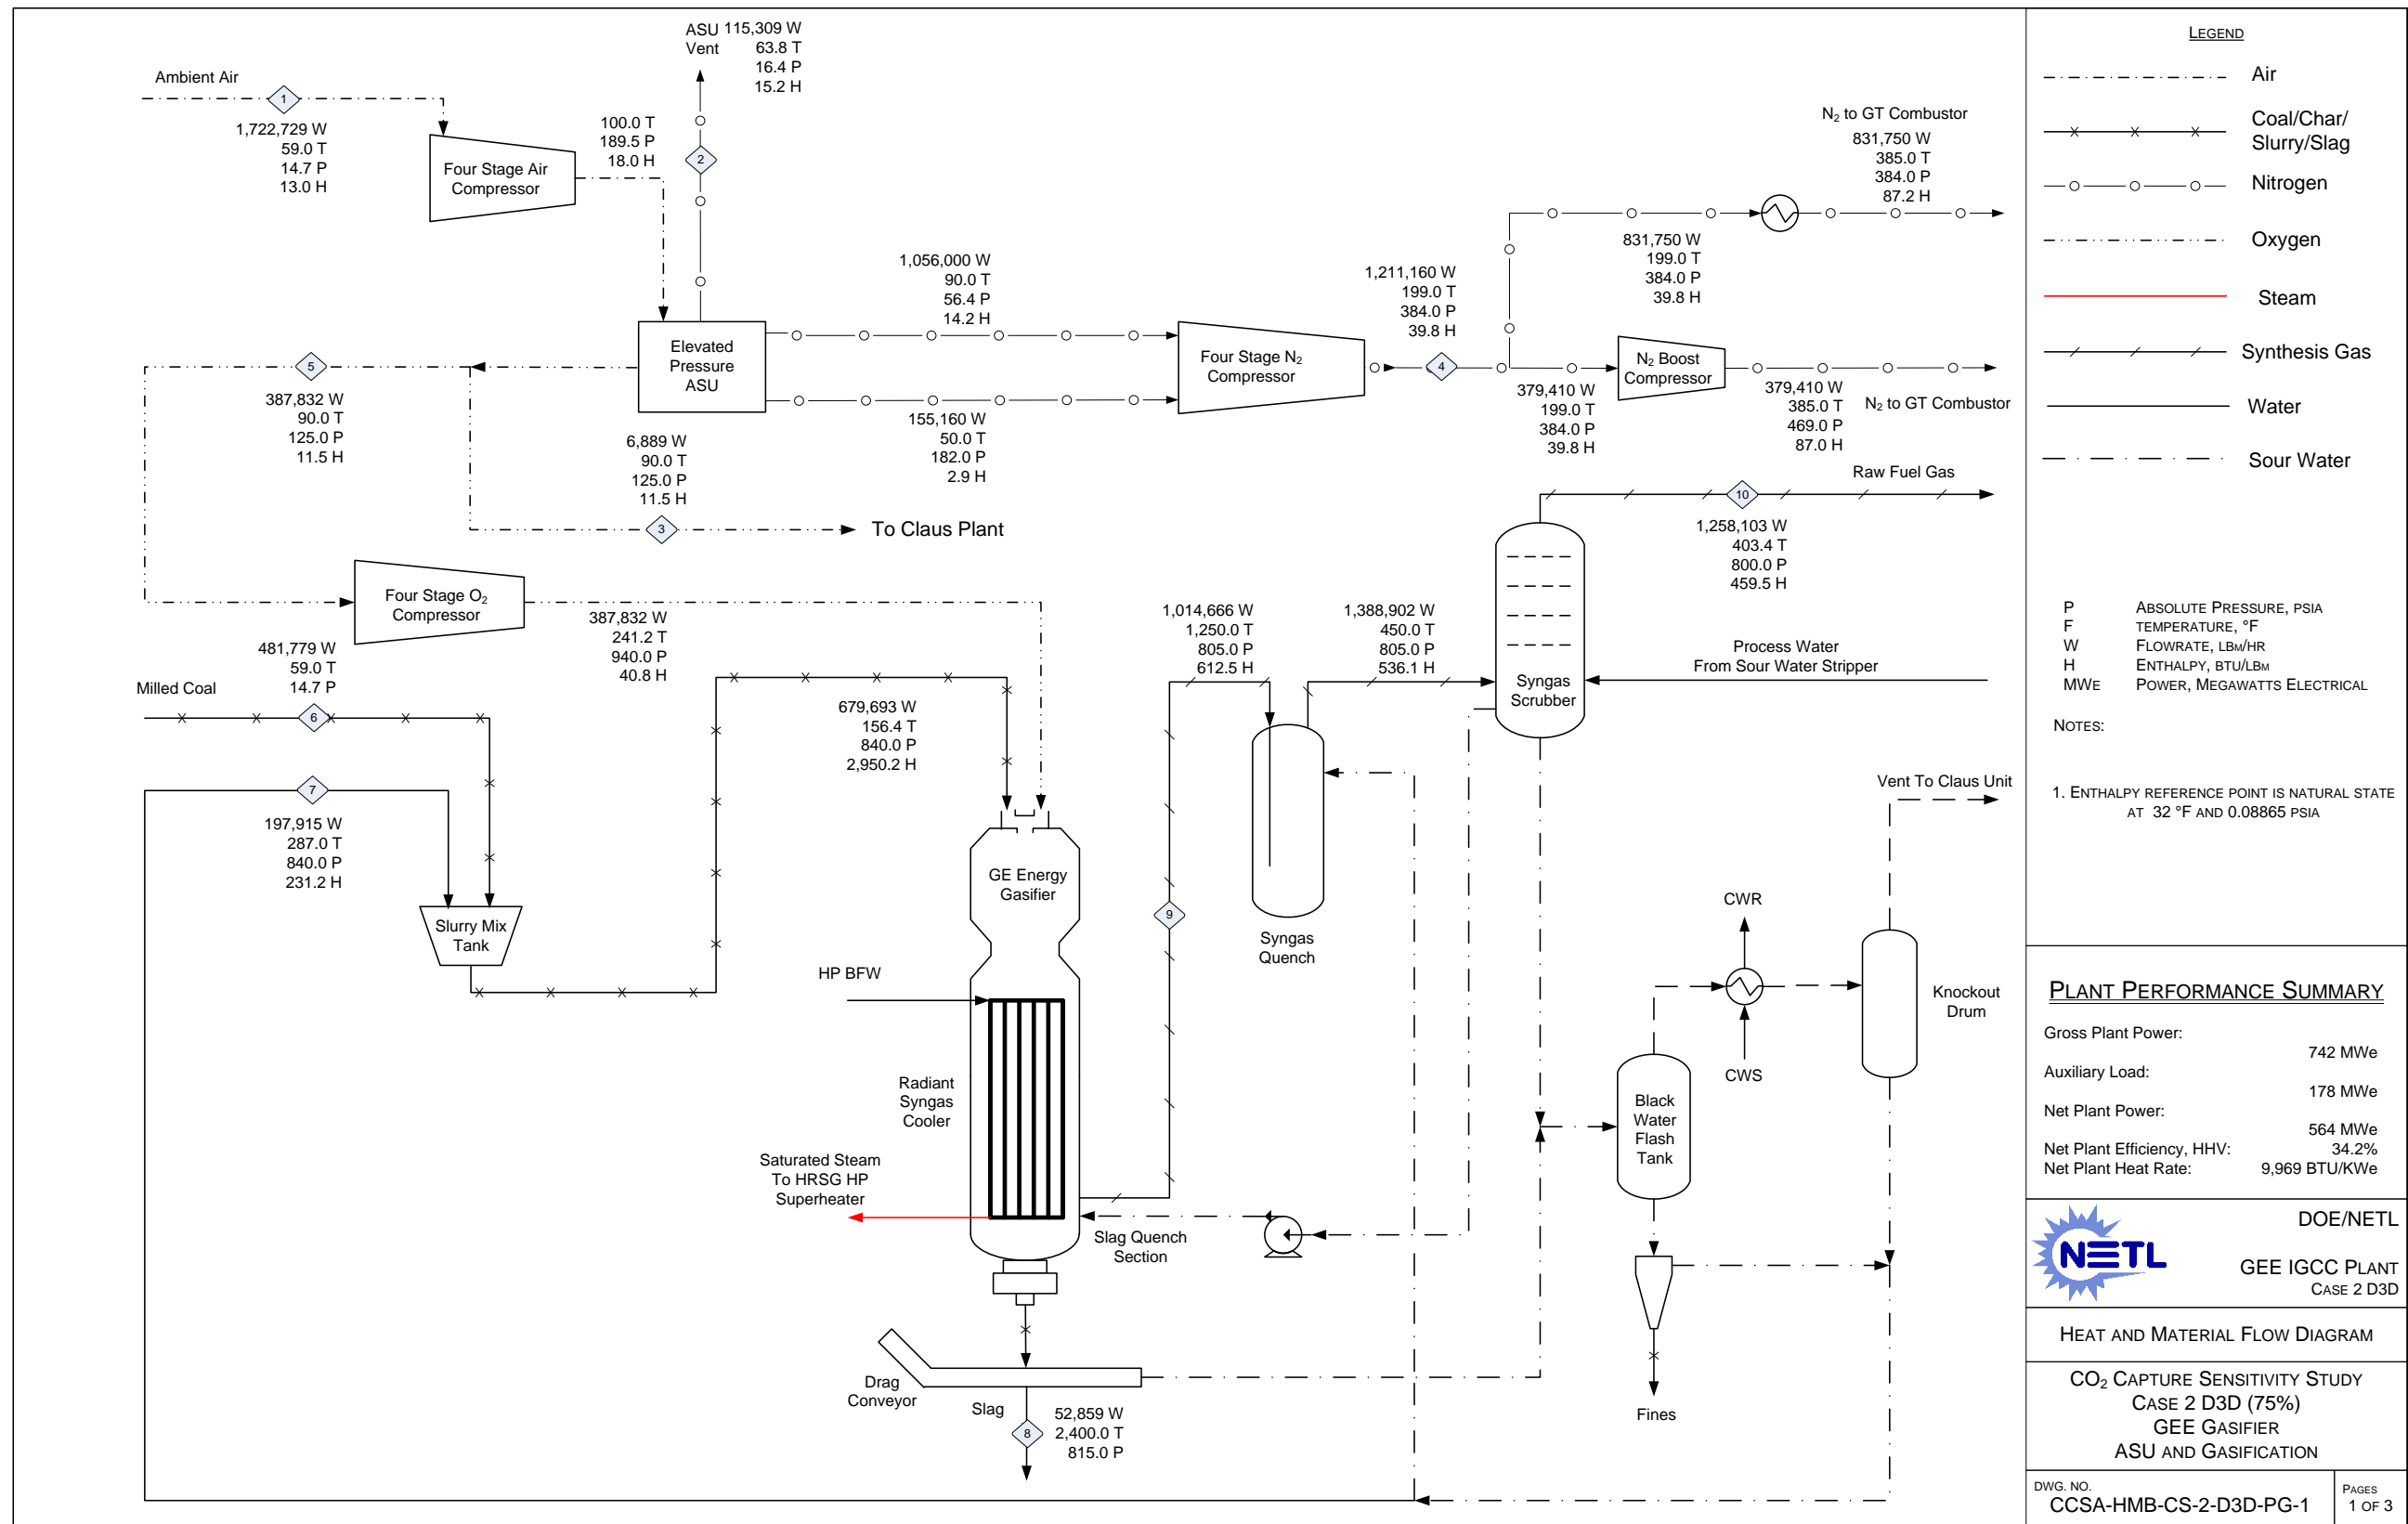 ASU
Vent
115,309 W
63.8 T
16.4 P
15.2 H
Ambient Air
1
1,722,729 W
59.0 T
14.7 P
13.0 H
Four Stage Air
Compressor
100.0 T
189.5 P
18.0 H
2
N2 to GT Combustor
831,750 W
385.0 T
384.0 P
87.2 H
1,056,000 W
90.0 T
56.4 P
14.2 H
1,211,160 W
199.0 T
384.0 P
39.8 H
831,750 W
199.0 T
384.0 P
39.8 H
Elevated
Pressure
ASU
Four Stage N2
Compressor
4
N2 Boost
Compressor
5
387,832 W
90.0 T
125.0 P
11.5 H
155,160 W
50.0 T
182.0 P
2.9 H
379,410 W
199.0 T
384.0 P
39.8 H
379,410 W
385.0 T
469.0 P
87.0 H
N2 to GT Combustor
6,889 W
90.0 T
125.0 P
11.5 H
3
To Claus Plant
Raw Fuel Gas
10
1,258,103 W
403.4 T
800.0 P
459.5 H
Four Stage O2
Compressor
387,832 W
241.2 T
940.0 P
40.8 H
1,014,666 W
1,250.0 T
805.0 P
612.5 H
1,388,902 W
450.0 T
805.0 P
536.1 H
Process Water
From Sour Water Stripper
Syngas
Scrubber
481,779 W
59.0 T
14.7 P
Milled Coal
6
679,693 W
156.4 T
840.0 P
2,950.2 H
7
197,915 W
287.0 T
840.0 P
231.2 H
Slurry Mix
Tank
GE Energy
Gasifier
9
Syngas
Quench
Vent To Claus Unit
CWR
CWS
Knockout
Drum
HP BFW
Radiant
Syngas
Cooler
Black
Water
Flash
Tank
Saturated Steam
To HRSG HP
Superheater
Slag Quench
Section
Drag
Conveyor
Slag
8
52,859 W
2,400.0 T
815.0 P
Fines
LEGEND
Air
Coal/Char/
Slurry/Slag
Nitrogen
Oxygen
Steam
Synthesis Gas
Water
Sour Water
P ABSOLUTE PRESSURE, PSIA
F TEMPERATURE, °F
W FLOWRATE, LBM/HR
H ENTHALPY, BTU/LBM
MWE POWER, MEGAWATTS ELECTRICAL
NOTES:
1. ENTHALPY REFERENCE POINT IS NATURAL STATE
AT 32 °F AND 0.08865 PSIA
PLANT PERFORMANCE SUMMARY
Gross Plant Power:
742 MWe
Auxiliary Load:
178 MWe
Net Plant Power:
564 MWe
Net Plant Efficiency, HHV: 34.2%
Net Plant Heat Rate: 9,969 BTU/KWe
NETL
DOE/NETL
GEE IGCC PLANT
CASE 2 D3D
HEAT AND MATERIAL FLOW DIAGRAM
CO2 CAPTURE SENSITIVITY STUDY
CASE 2 D3D (75%)
GEE GASIFIER
ASU AND GASIFICATION
DWG. NO.
CCSA-HMB-CS-2-D3D-PG-1
PAGES
1 OF 3